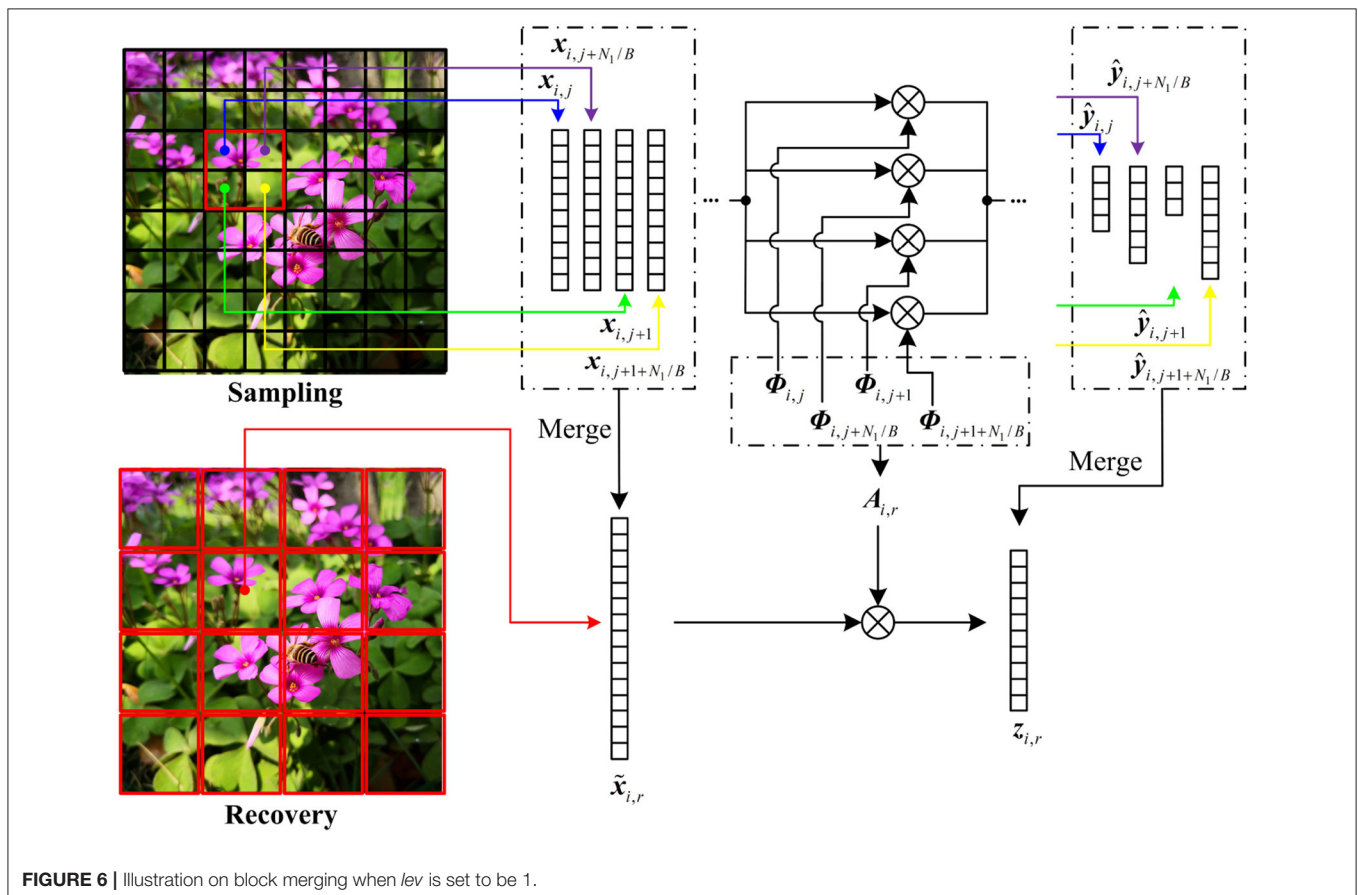 x_{i,j+N_1/B}
x_{i,j}
ŷ_{i,j+N_1/B}
ŷ_{i,j}
...
...
x_{i,j+1}
x_{i,j+1+N_1/B}
ŷ_{i,j+1}
ŷ_{i,j+1+N_1/B}
Sampling
Φ_{i,j}
Φ_{i,j+1}
Φ_{i,j+N_1/B}
Φ_{i,j+1+N_1/B}
Merge
Merge
A_{i,r}
z_{i,r}
x̃_{i,r}
Recovery
FIGURE 6 | Illustration on block merging when lev is set to be 1.